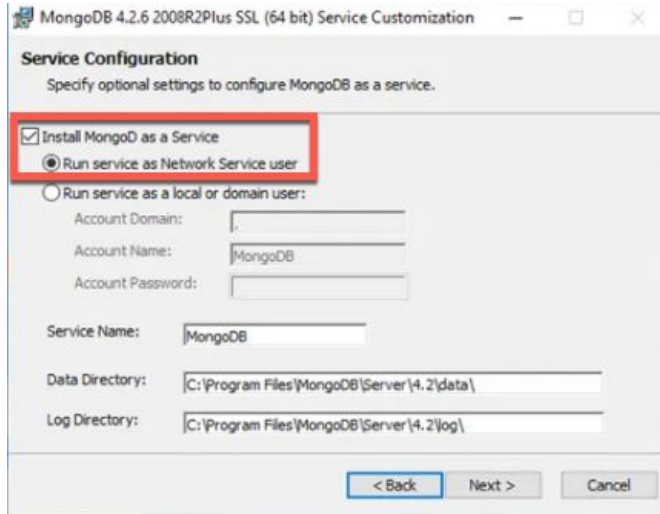 MongoDB 4.2.6 2008R2Plus SSL (64 bit) Service Customization
Service Configuration
Specify optional settings to configure MongoDB as a service.
Install MongoD as a Service
Run service as Network Service user
Run service as a local or domain user:
Account Domain: .
Account Name: MongoDB
Account Password:
Service Name: MongoDB
Data Directory: C:\Program Files\MongoDB\Server\4.2\data\
Log Directory: C:\Program Files\MongoDB\Server\4.2\log\
< Back Next > Cancel